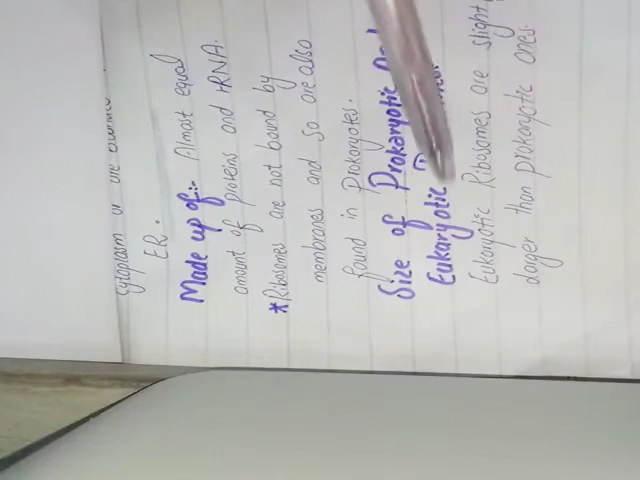 Cytoplasm or are
ER.
Made up of:- Almost equal
amount of proteins and rRNA.
*Ribosomes are not bound by
membranes and so are also
found in Prokaryotes.
Size of Prokaryotic
Eukaryotic
Eukaryotic Ribosomes are slight
larger than prokaryotic ones.